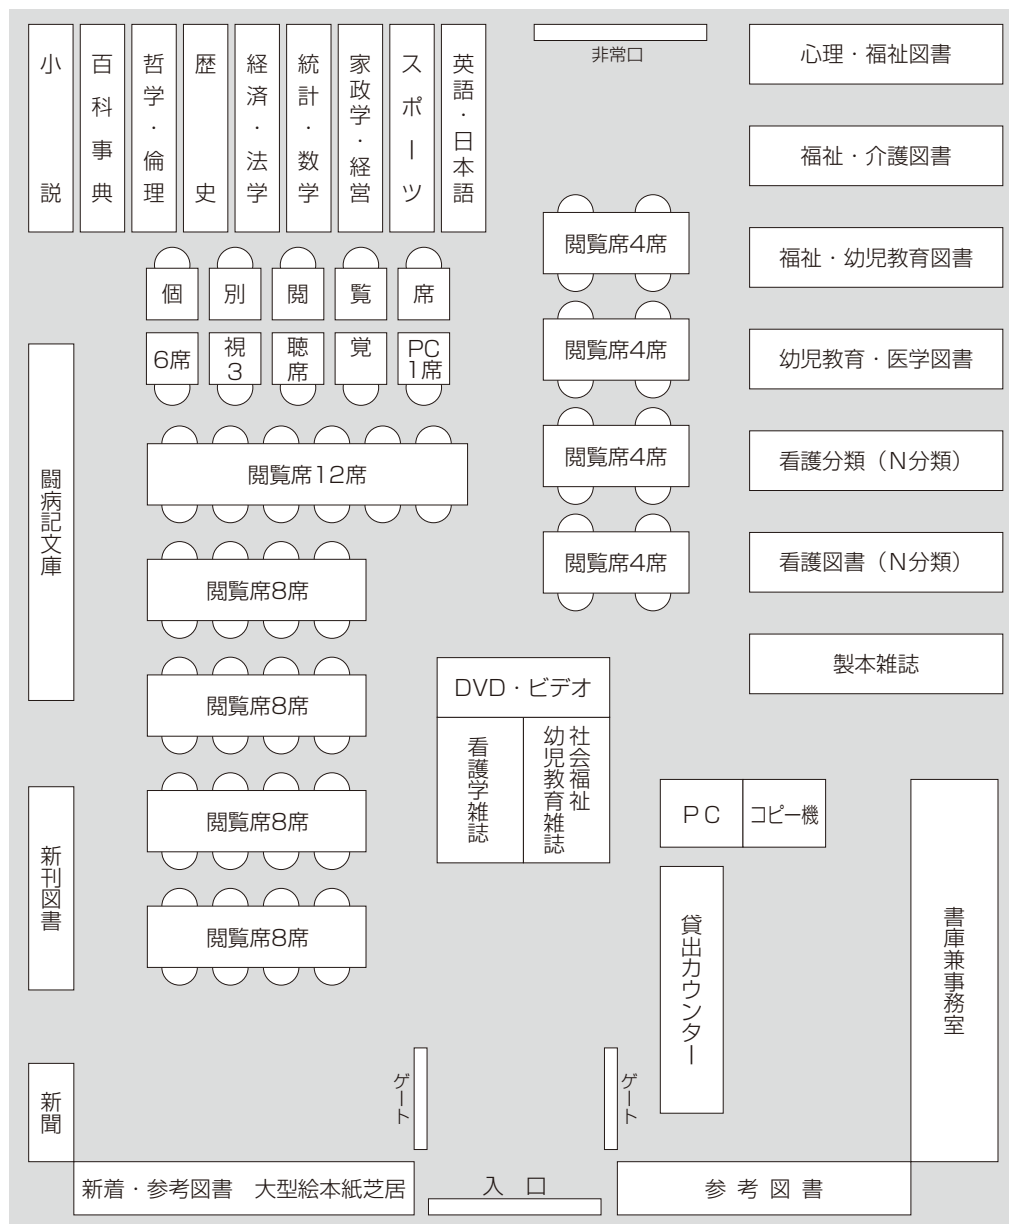 小説
百科事典
哲学・倫理
歴史
経済・法学
統計・数学
家政学・経営
スポーツ
英語・日本語
非常口
心理・福祉図書
福祉・介護図書
福祉・幼児教育図書
幼児教育・医学図書
看護分類（N分類）
看護図書（N分類）
製本雑誌
個別閲覧席
6席
視聴覚
3席
PC
1席
閲覧席4席
閲覧席4席
閲覧席4席
閲覧席4席
闘病記文庫
閲覧席12席
閲覧席8席
閲覧席8席
閲覧席8席
閲覧席8席
DVD・ビデオ
看護学雑誌
社会福祉
幼児教育雑誌
PC
コピー機
新刊図書
貸出カウンター
書庫兼事務室
新聞
ゲート
ゲート
新着・参考図書　大型絵本紙芝居
入口
参考図書